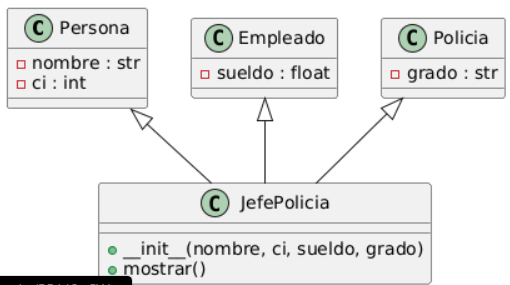 C Persona
nombre : str
ci : int
C Empleado
sueldo : float
C Policia
grado : str
C JefePolicia
__init__(nombre, ci, sueldo, grado)
mostrar()